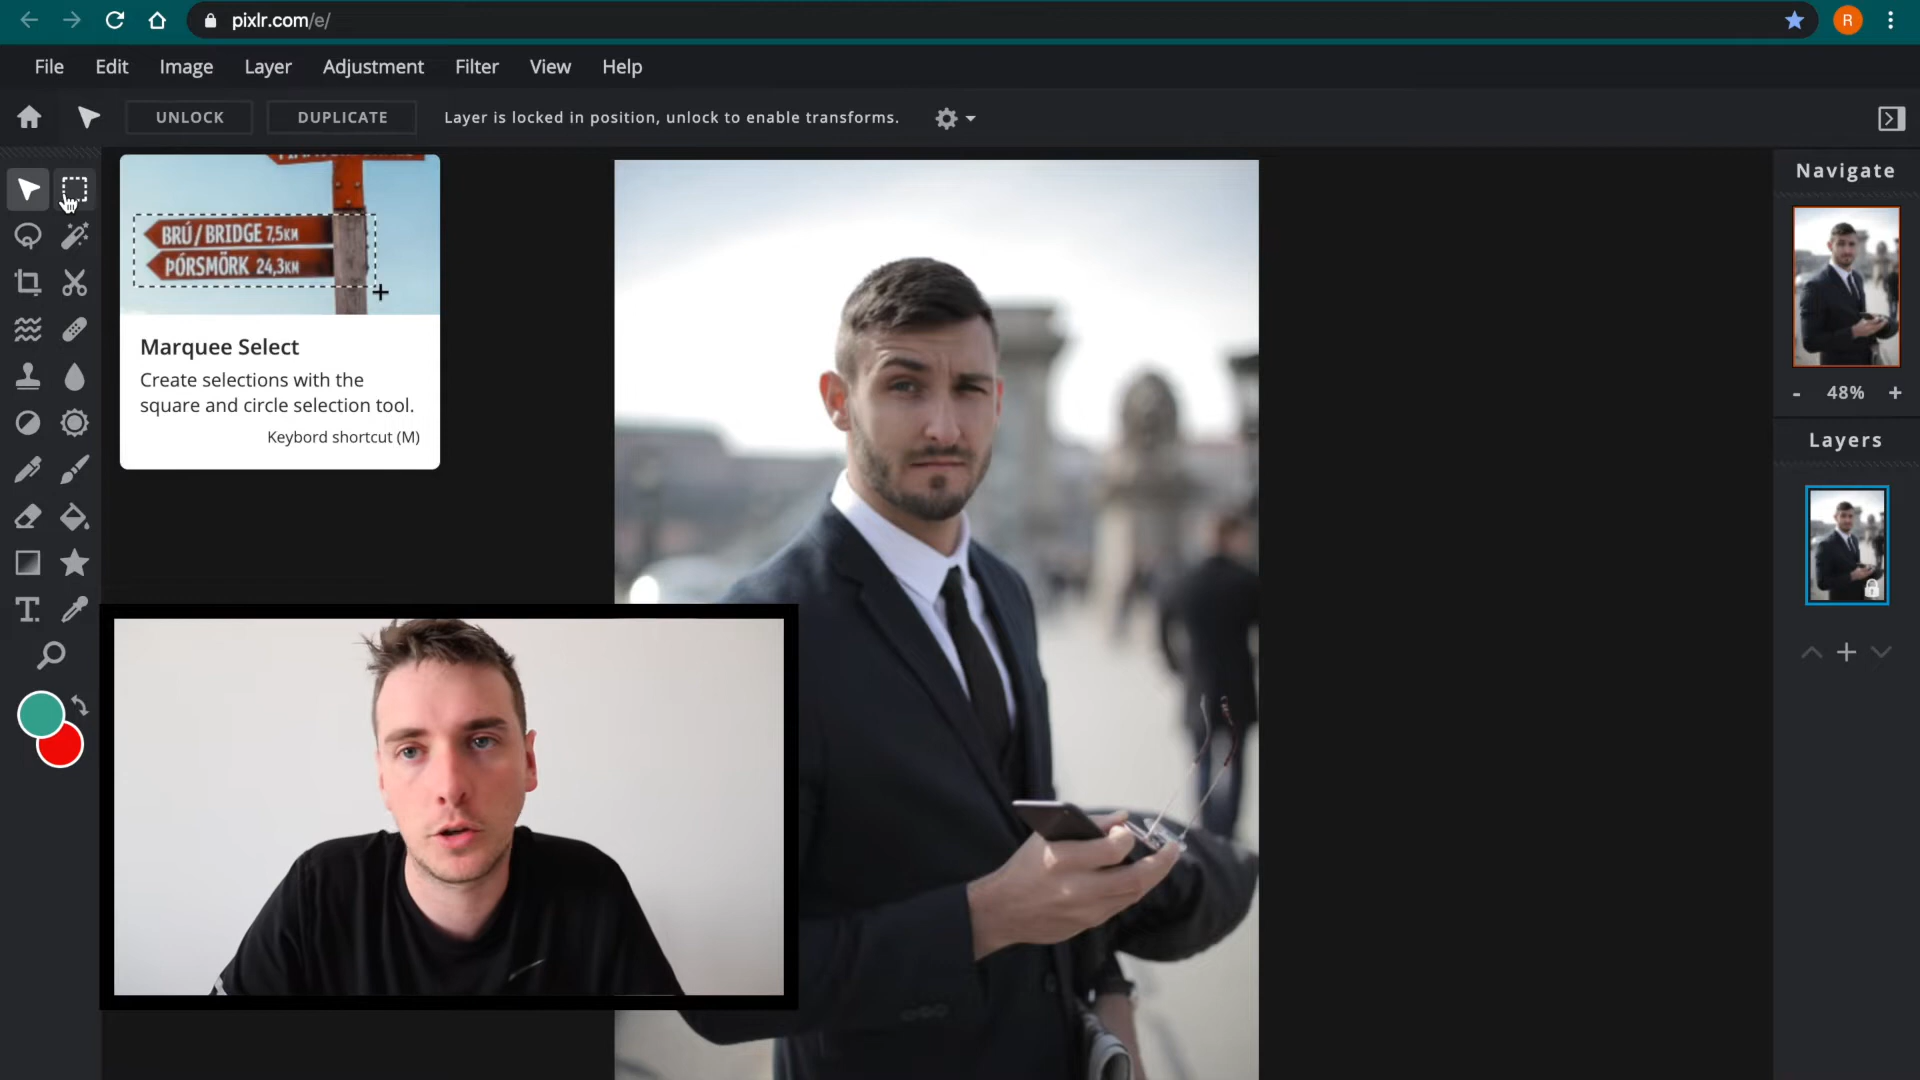 pixlr.com/e/
R
File Edit Image Layer Adjustment Filter View Help
UNLOCK DUPLICATE Layer is locked in position, unlock to enable transforms.
Navigate
BRÚ/BRIDGE 7,5KM
ÞÓRSMÖRK 24,3KM
Marquee Select
Create selections with the
square and circle selection tool.
Keybord shortcut (M)
- 48% +
Layers